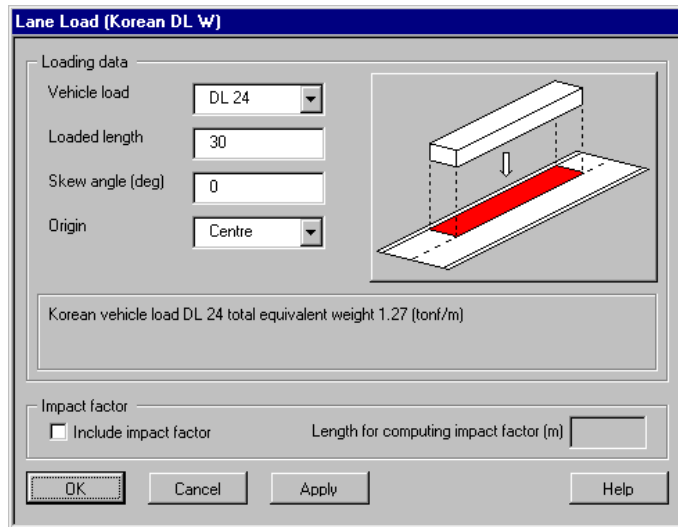 Lane Load (Korean DL W)
Loading data
Vehicle load
DL 24
Loaded length
30
Skew angle (deg)
0
Origin
Centre
Korean vehicle load DL 24 total equivalent weight 1.27 (tonf/m)
Impact factor
Include impact factor
Length for computing impact factor (m)
OK
Cancel
Apply
Help